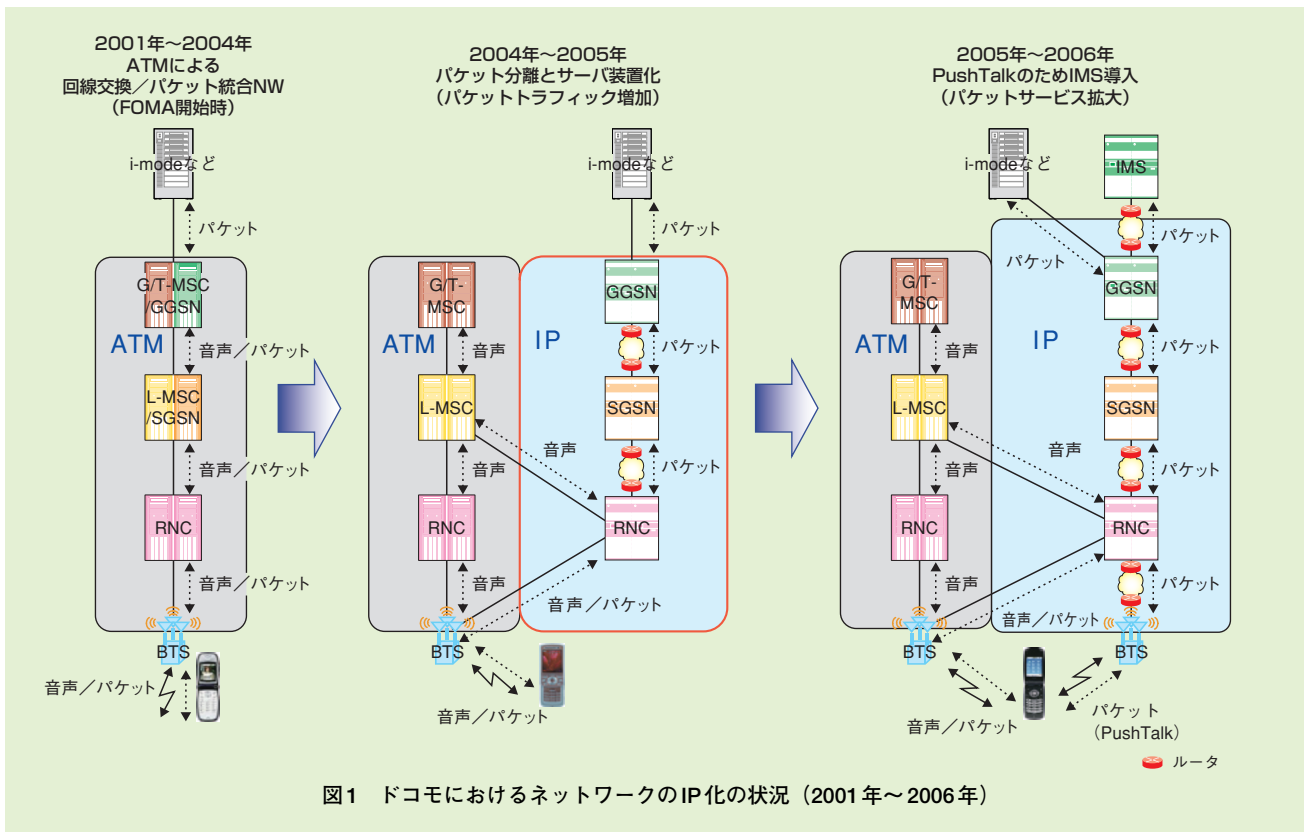 2001年～2004年
ATMによる
回線交換／パケット統合NW
（FOMA開始時）
i-modeなど
パケット
G/T-MSC
/GGSN
ATM
音声／パケット
L-MSC
/SGSN
音声／パケット
RNC
音声／パケット
BTS
音声／パケット
2004年～2005年
パケット分離とサーバ装置化
（パケットトラフィック増加）
i-modeなど
パケット
G/T-
MSC
GGSN
ATM
IP
音声
パケット
L-MSC
SGSN
音声
音声
パケット
RNC
RNC
音声
音声／パケット
BTS
音声／パケット
2005年～2006年
PushTalkのためIMS導入
（パケットサービス拡大）
i-modeなど
IMS
パケット
パケット
G/T-
MSC
GGSN
ATM
IP
音声
パケット
L-MSC
SGSN
音声
音声
パケット
RNC
RNC
音声
パケット
音声／パケット
BTS
BTS
音声／パケット
パケット
（PushTalk）
ルータ
図1　ドコモにおけるネットワークのIP化の状況（2001年～2006年）